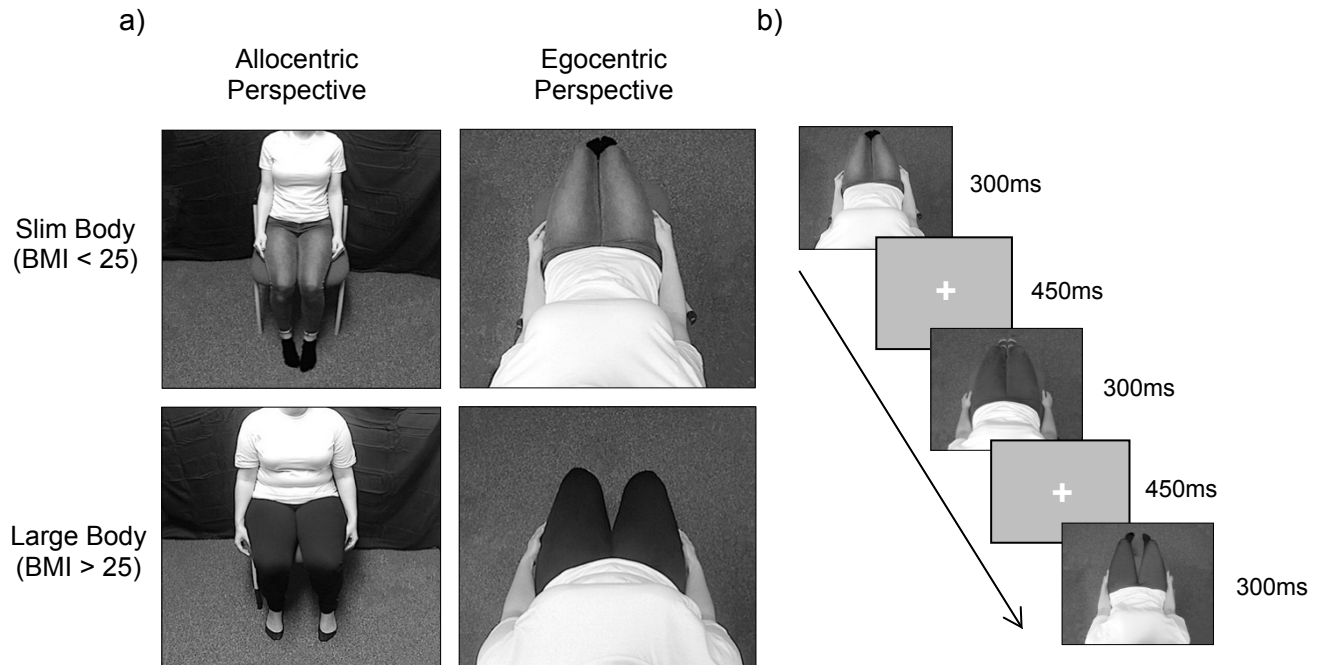 a)
Allocentric
Perspective
Egocentric
Perspective
Slim Body
(BMI < 25)
Large Body
(BMI > 25)
b)
300ms
450ms
300ms
450ms
300ms